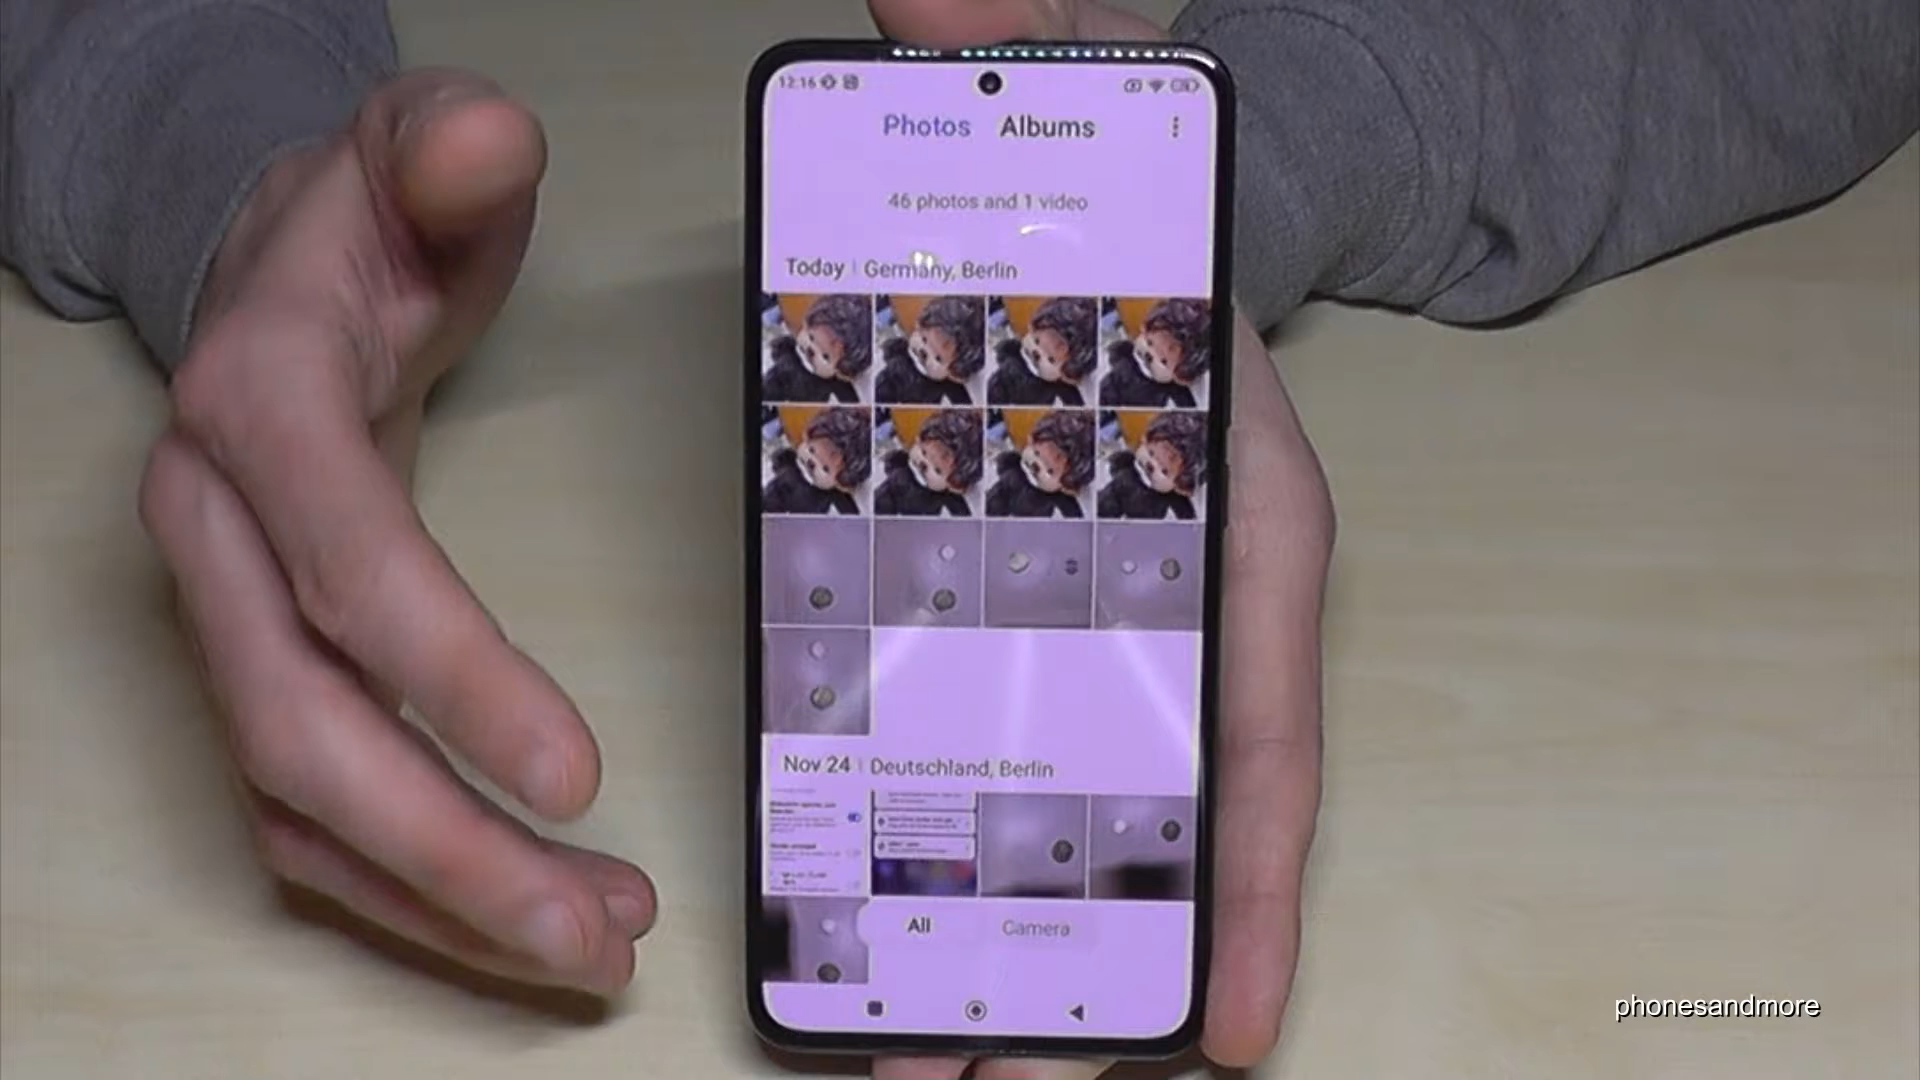 12:16
Photos Albums
46 photos and 1 video
Today | Germany, Berlin
Nov 24 | Deutschland, Berlin
All Camera
phonesandmore